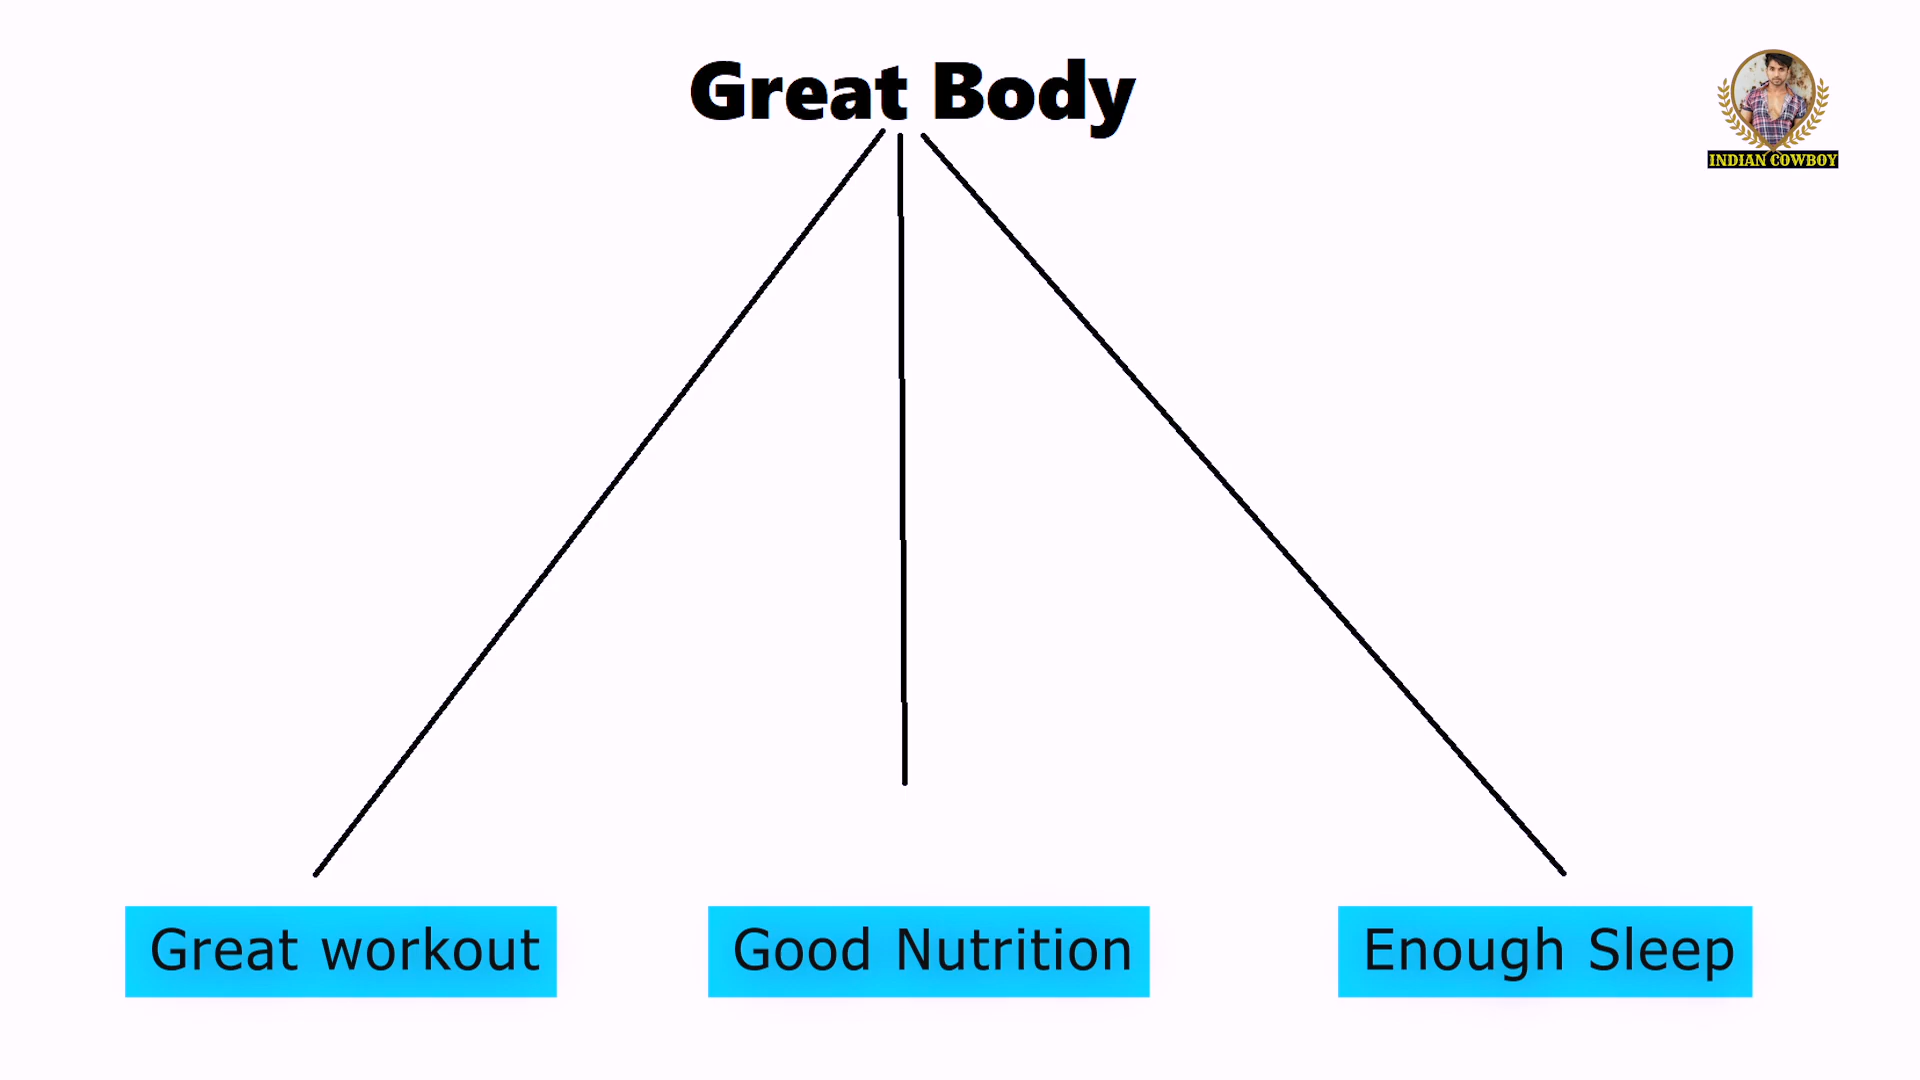 Great Body
INDIAN COWBOY
Great workout
Good Nutrition
Enough Sleep